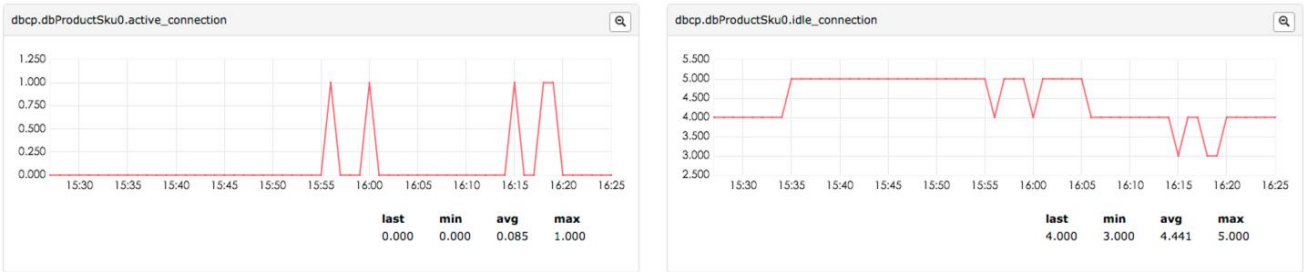 dbcp.dbProductSku0.active_connection
1.250
1.000
0.750
0.500
0.250
0.000
15:30 15:35 15:40 15:45 15:50 15:55 16:00 16:05 16:10 16:15 16:20 16:25
last min avg max
0.000 0.000 0.085 1.000
dbcp.dbProductSku0.idle_connection
5.500
5.000
4.500
4.000
3.500
3.000
2.500
15:30 15:35 15:40 15:45 15:50 15:55 16:00 16:05 16:10 16:15 16:20 16:25
last min avg max
4.000 3.000 4.441 5.000